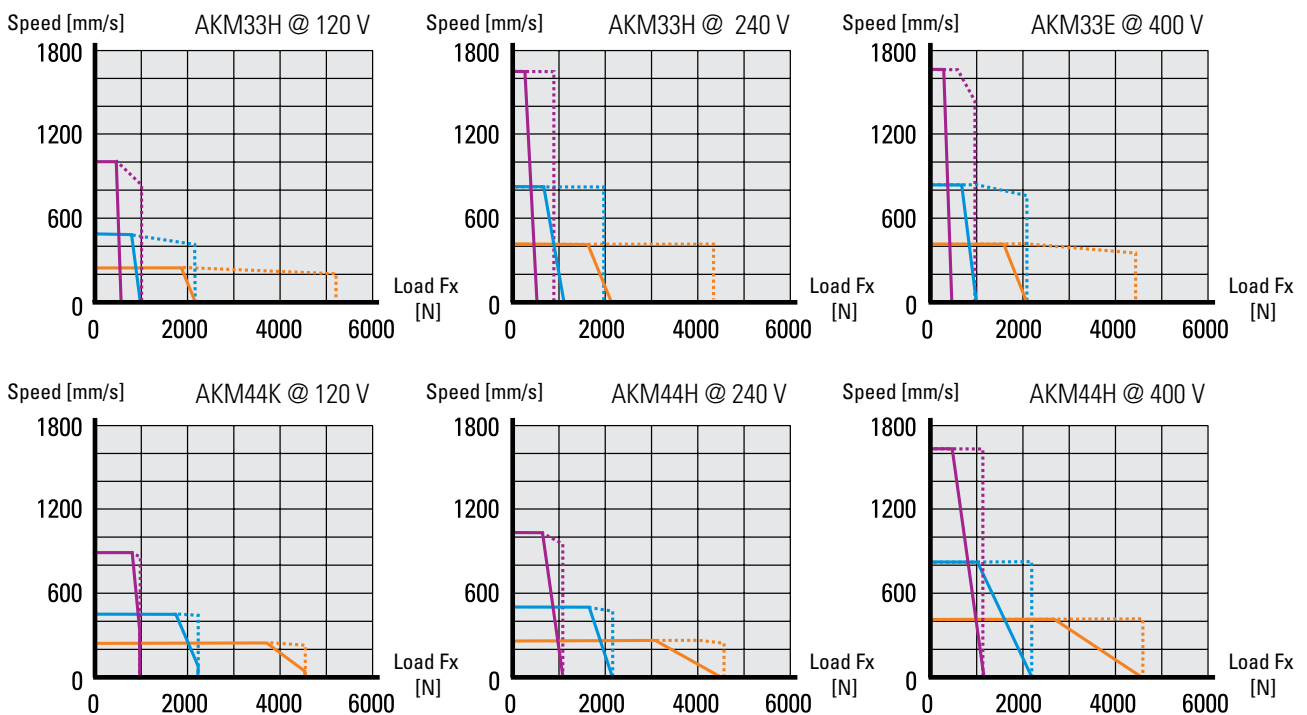 Speed [mm/s] AKM33H @ 120 V
1800
1200
600
0
0 2000 4000 6000
Load Fx
[N]
Speed [mm/s] AKM33H @ 240 V
1800
1200
600
0
0 2000 4000 6000
Load Fx
[N]
Speed [mm/s] AKM33E @ 400 V
1800
1200
600
0
0 2000 4000 6000
Load Fx
[N]
Speed [mm/s] AKM44K @ 120 V
1800
1200
600
0
0 2000 4000 6000
Load Fx
[N]
Speed [mm/s] AKM44H @ 240 V
1800
1200
600
0
0 2000 4000 6000
Load Fx
[N]
Speed [mm/s] AKM44H @ 400 V
1800
1200
600
0
0 2000 4000 6000
Load Fx
[N]